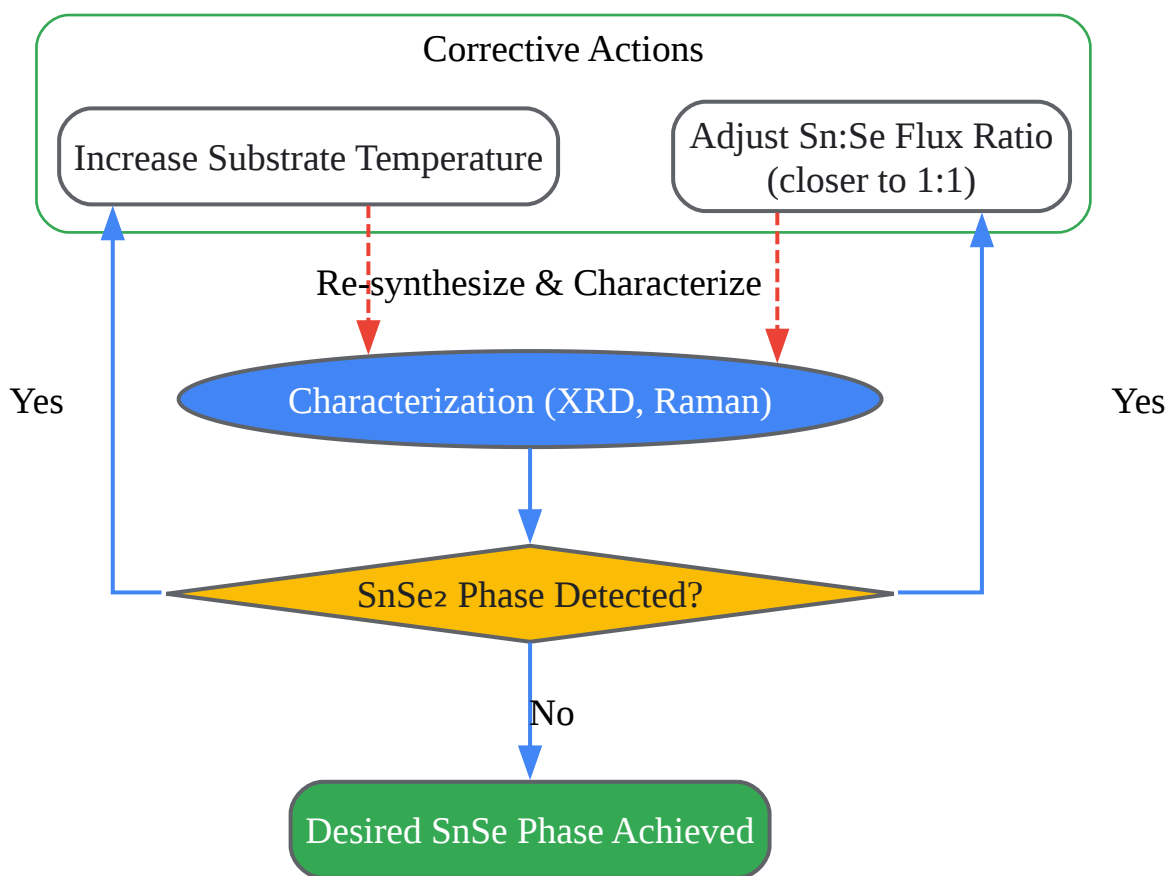 Corrective Actions
Increase Substrate Temperature
Adjust Sn:Se Flux Ratio
(closer to 1:1)
Re-synthesize & Characterize
Yes
Characterization (XRD, Raman)
Yes
SnSe₂ Phase Detected?
No
Desired SnSe Phase Achieved